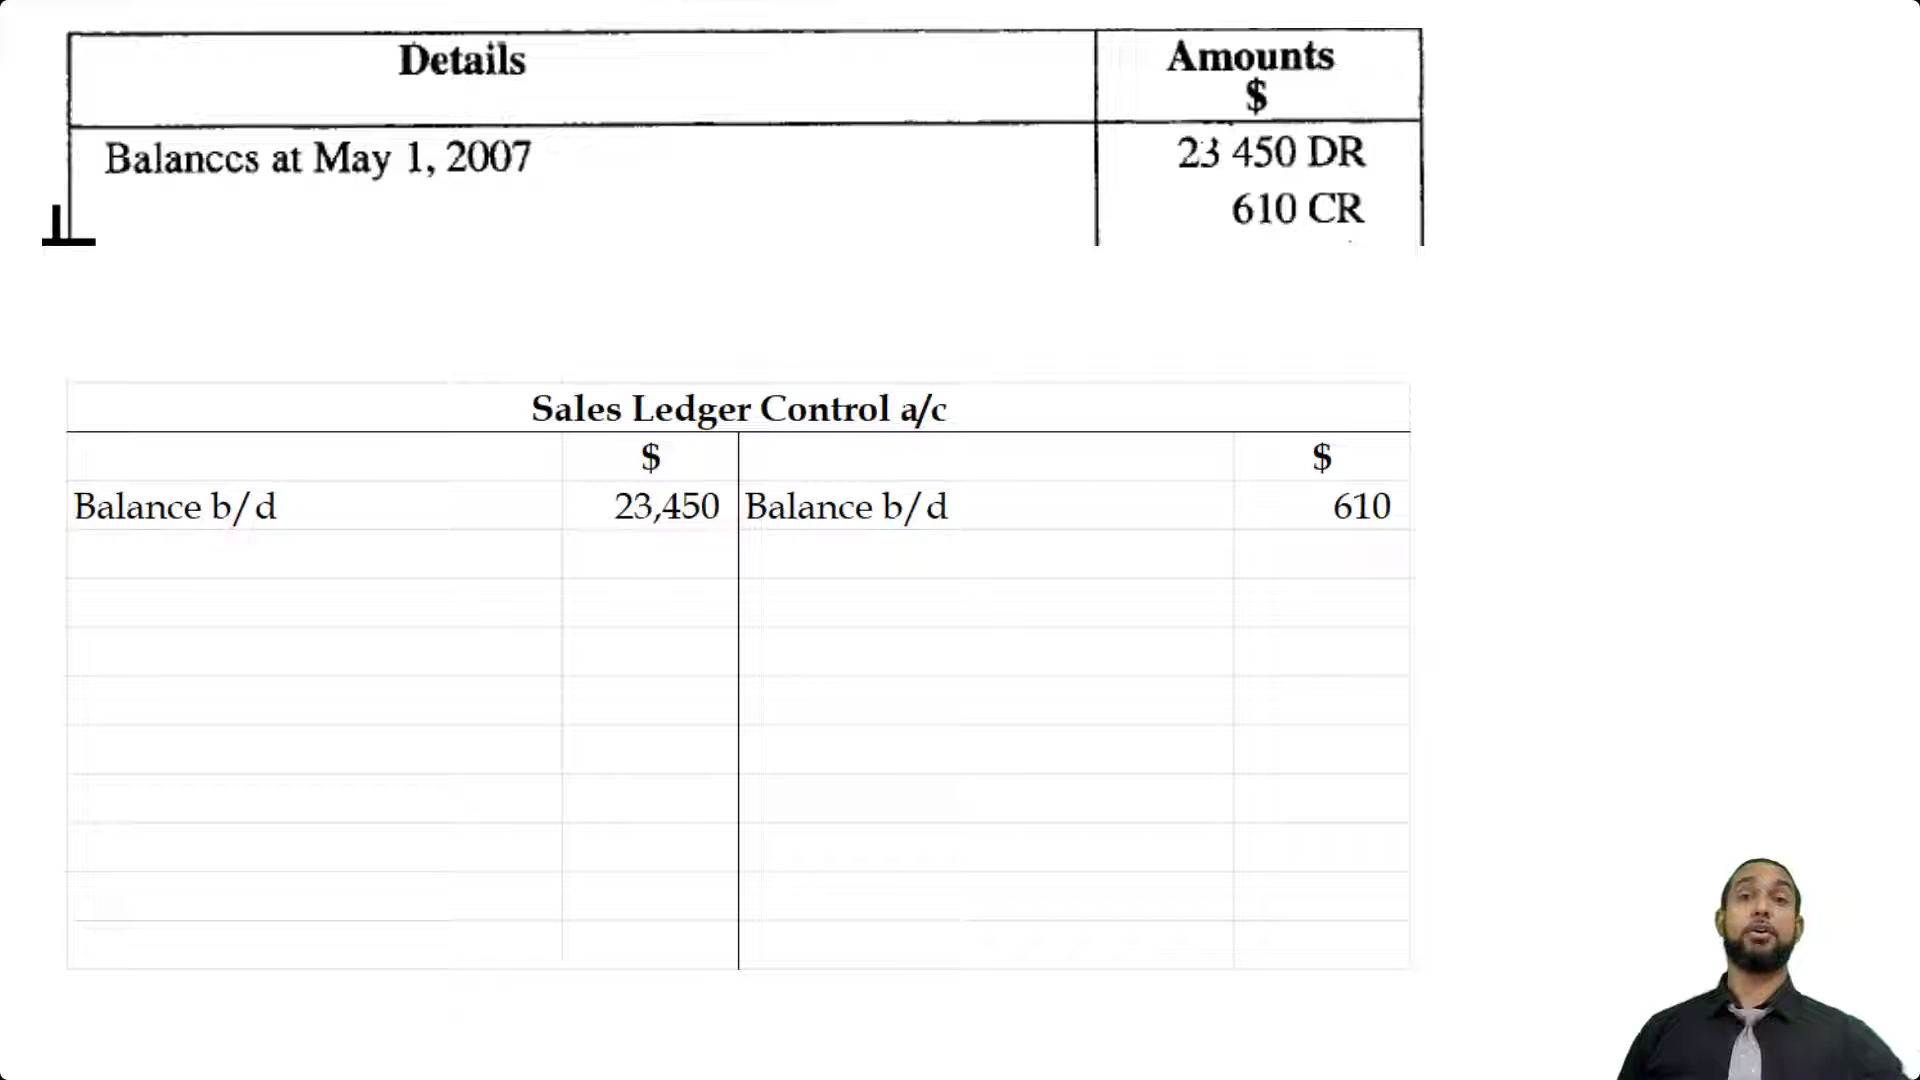 Details
Amounts
$
Balanccs at May 1, 2007
23 450 DR
610 CR
Sales Ledger Control a/c
$ $
Balance b/d 23,450 Balance b/d 610